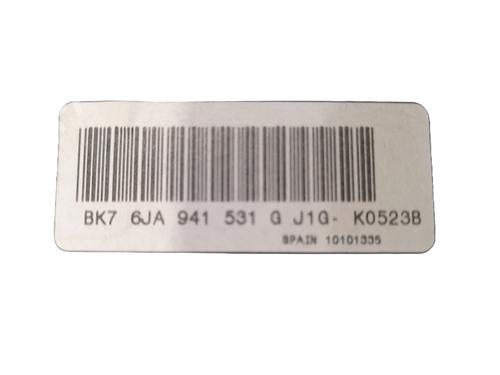 BK7 6JA 941 531 G J1G- K0523B
SPAIN 10101335